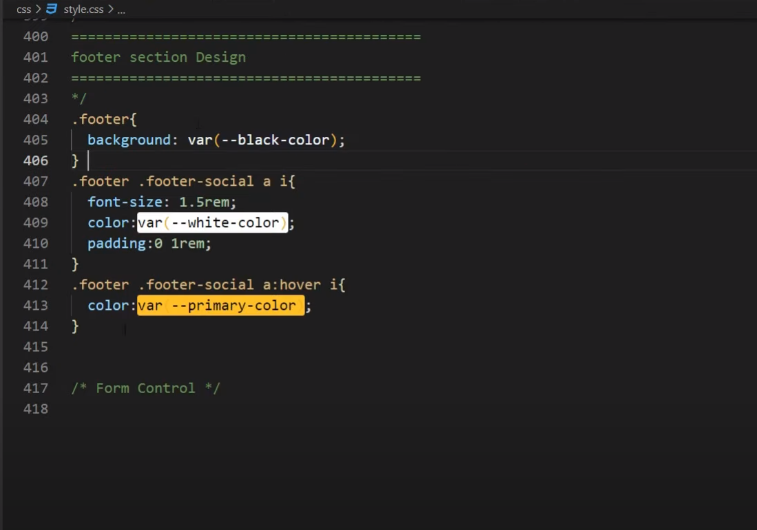 css > style.css > ...
400 ==========================================
401 footer section Design
402 ==========================================
403 */
404 .footer{
405 background: var(--black-color);
406 }
407 .footer .footer-social a i{
408 font-size: 1.5rem;
409 color:var(--white-color);
410 padding:0 1rem;
411 }
412 .footer .footer-social a:hover i{
413 color:var --primary-color ;
414 }
415
416
417 /* Form Control */
418